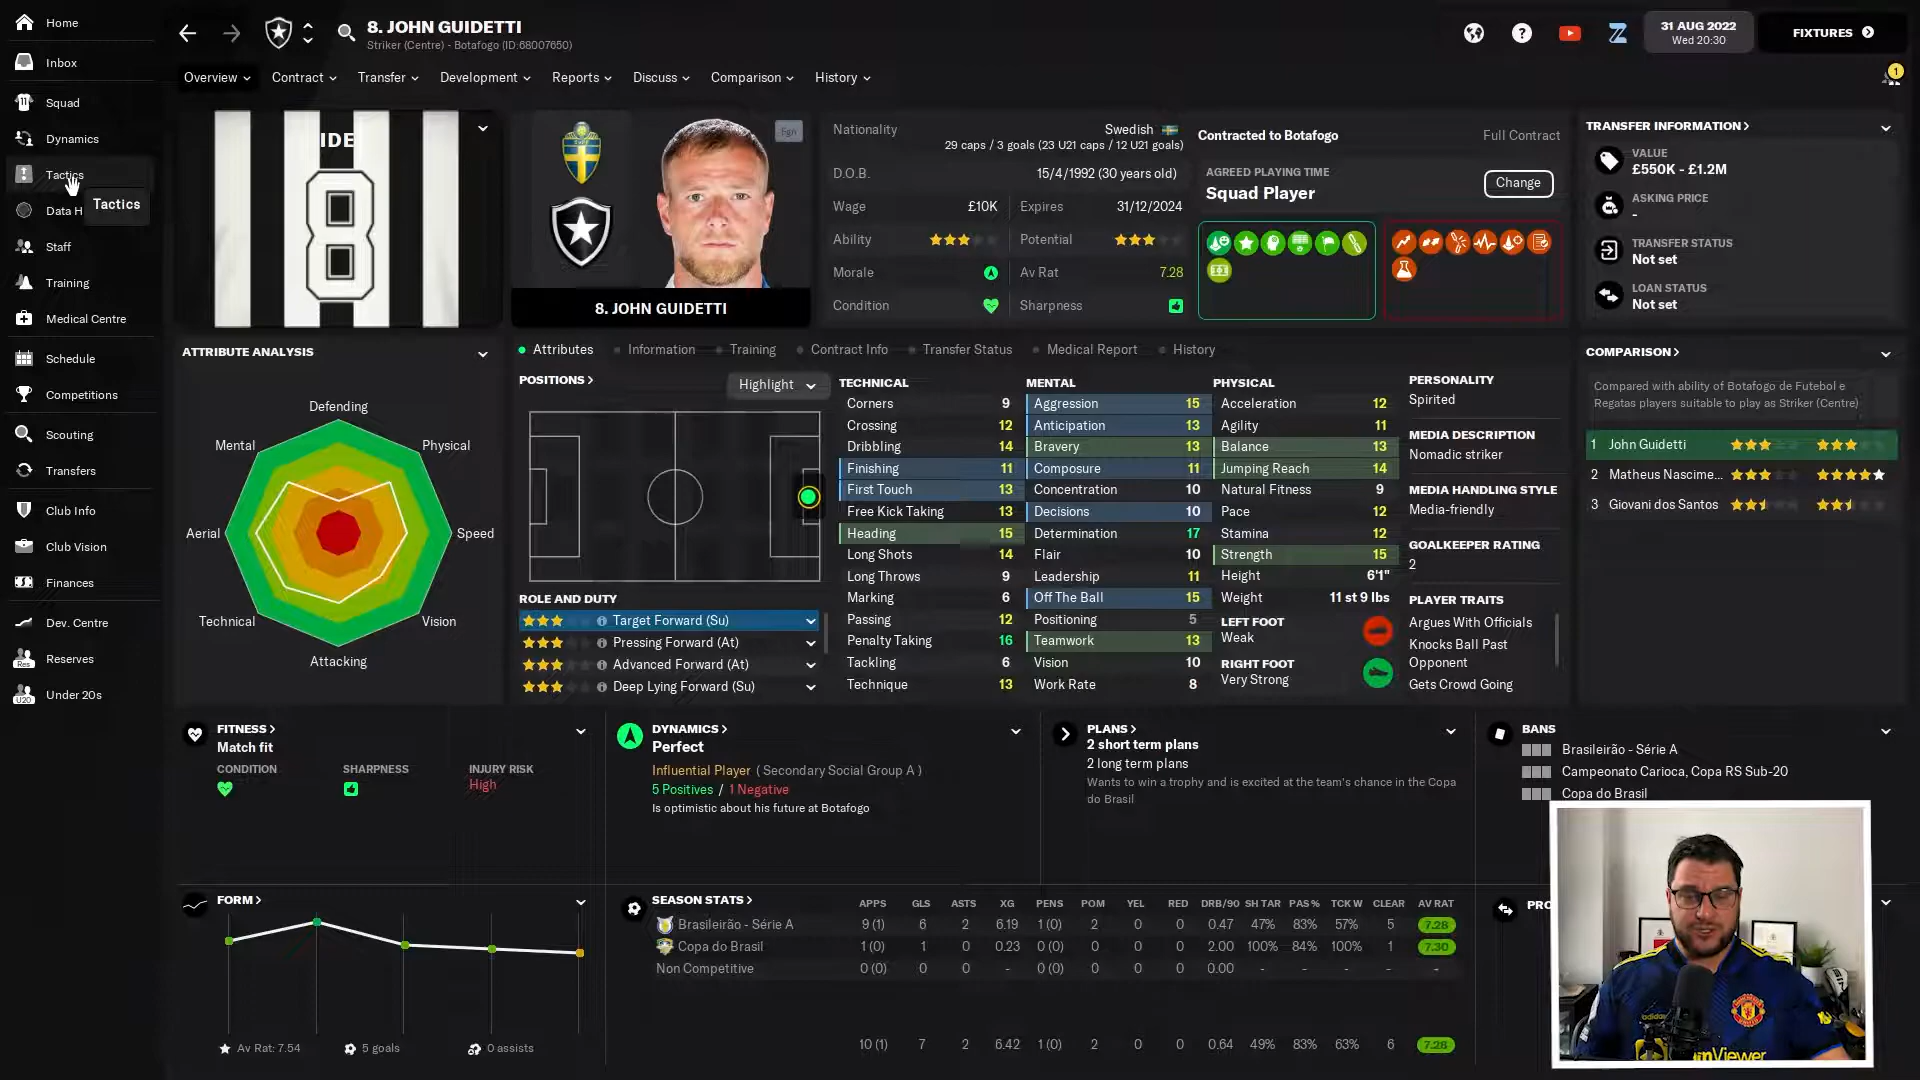 Home
Inbox
Squad
Dynamics
Tactics
Tactics
Data H
Staff
Training
Medical Centre
Schedule
Competitions
Scouting
Transfers
Club Info
Club Vision
Finances
Dev. Centre
Reserves
Under 20s
8. JOHN GUIDETTI
Striker (Centre) - Botafogo (ID:68007650)
31 AUG 2022
Wed 20:30
FIXTURES
1
Overview Contract Transfer Development Reports Discuss Comparison History
IDE
8
Fgn
8. JOHN GUIDETTI
Nationality Swedish
29 caps / 3 goals (23 U21 caps / 12 U21 goals)
D.O.B. 15/4/1992 (30 years old)
Wage £10K Expires 31/12/2024
Ability Potential
Morale Av Rat 7.28
Condition Sharpness
Contracted to Botafogo Full Contract
AGREED PLAYING TIME
Squad Player
Change
TRANSFER INFORMATION >
VALUE
£550K - £1.2M
ASKING PRICE
-
TRANSFER STATUS
Not set
LOAN STATUS
Not set
ATTRIBUTE ANALYSIS
Defending
Mental Physical
Aerial Speed
Technical Vision
Attacking
Attributes Information Training Contract Info Transfer Status Medical Report History
POSITIONS >
Highlight
ROLE AND DUTY
Target Forward (Su)
Pressing Forward (At)
Advanced Forward (At)
Deep Lying Forward (Su)
TECHNICAL
Corners 9
Crossing 12
Dribbling 14
Finishing 11
First Touch 13
Free Kick Taking 13
Heading 15
Long Shots 14
Long Throws 9
Marking 6
Passing 12
Penalty Taking 16
Tackling 6
Technique 13
MENTAL
Aggression 15
Anticipation 13
Bravery 13
Composure 11
Concentration 10
Decisions 10
Determination 17
Flair 10
Leadership 11
Off The Ball 15
Positioning 5
Teamwork 13
Vision 10
Work Rate 8
PHYSICAL
Acceleration 12
Agility 11
Balance 13
Jumping Reach 14
Natural Fitness 9
Pace 12
Stamina 12
Strength 15
Height 6'1"
Weight 11 st 9 lbs
LEFT FOOT
Weak
RIGHT FOOT
Very Strong
PERSONALITY
Spirited
MEDIA DESCRIPTION
Nomadic striker
MEDIA HANDLING STYLE
Media-friendly
GOALKEEPER RATING
2
PLAYER TRAITS
Argues With Officials
Knocks Ball Past
Opponent
Gets Crowd Going
COMPARISON >
Compared with ability of Botafogo de Futebol e
Regatas players suitable to play as Striker (Centre)
1 John Guidetti
2 Matheus Nascime...
3 Giovani dos Santos
FITNESS >
Match fit
CONDITION SHARPNESS INJURY RISK
High
DYNAMICS >
Perfect
Influential Player ( Secondary Social Group A )
5 Positives / 1 Negative
Is optimistic about his future at Botafogo
PLANS >
2 short term plans
2 long term plans
Wants to win a trophy and is excited at the team's chance in the Copa
do Brasil
BANS
Brasileirão - Série A
Campeonato Carioca, Copa RS Sub-20
Copa do Brasil
FORM >
Av Rat: 7.54 5 goals 0 assists
SEASON STATS > APPS GLS ASTS XG PENS POM YEL RED DRB/90 SH TAR PAS % TCK W CLEAR AV RAT
Brasileirão - Série A 9 (1) 6 2 6.19 1 (0) 2 0 0 0.47 47% 83% 57% 5 7.28
Copa do Brasil 1 (0) 1 0 0.23 0 (0) 0 0 0 2.00 100% 84% 100% 1 7.30
Non Competitive 0 (0) 0 0 - 0 (0) 0 0 0 0.00 - - - - -
10 (1) 7 2 6.42 1 (0) 2 0 0 0.64 49% 83% 63% 6 7.28
PRO
adidas
mViewer